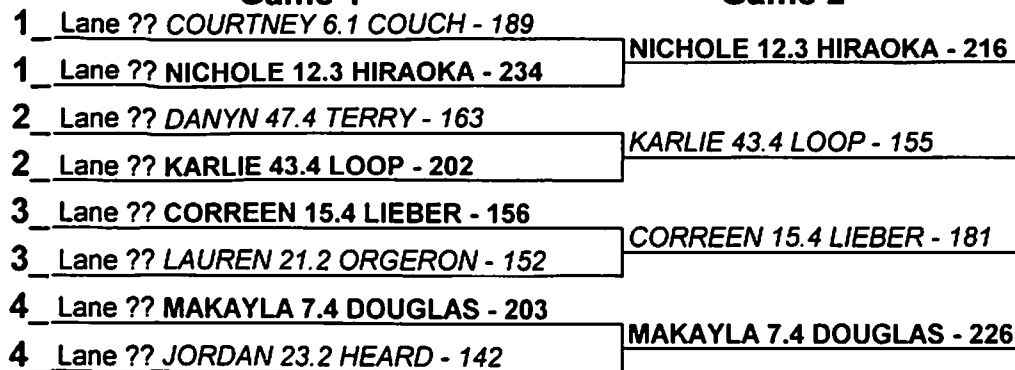 1_ Lane ?? COURTNEY 6.1 COUCH - 189
NICHOLE 12.3 HIRAOKA - 216
1_ Lane ?? NICHOLE 12.3 HIRAOKA - 234
2_ Lane ?? DANYN 47.4 TERRY - 163
KARLIE 43.4 LOOP - 155
2_ Lane ?? KARLIE 43.4 LOOP - 202
3_ Lane ?? CORREEN 15.4 LIEBER - 156
CORREEN 15.4 LIEBER - 181
3_ Lane ?? LAUREN 21.2 ORGERON - 152
4_ Lane ?? MAKAYLA 7.4 DOUGLAS - 203
MAKAYLA 7.4 DOUGLAS - 226
4_ Lane ?? JORDAN 23.2 HEARD - 142